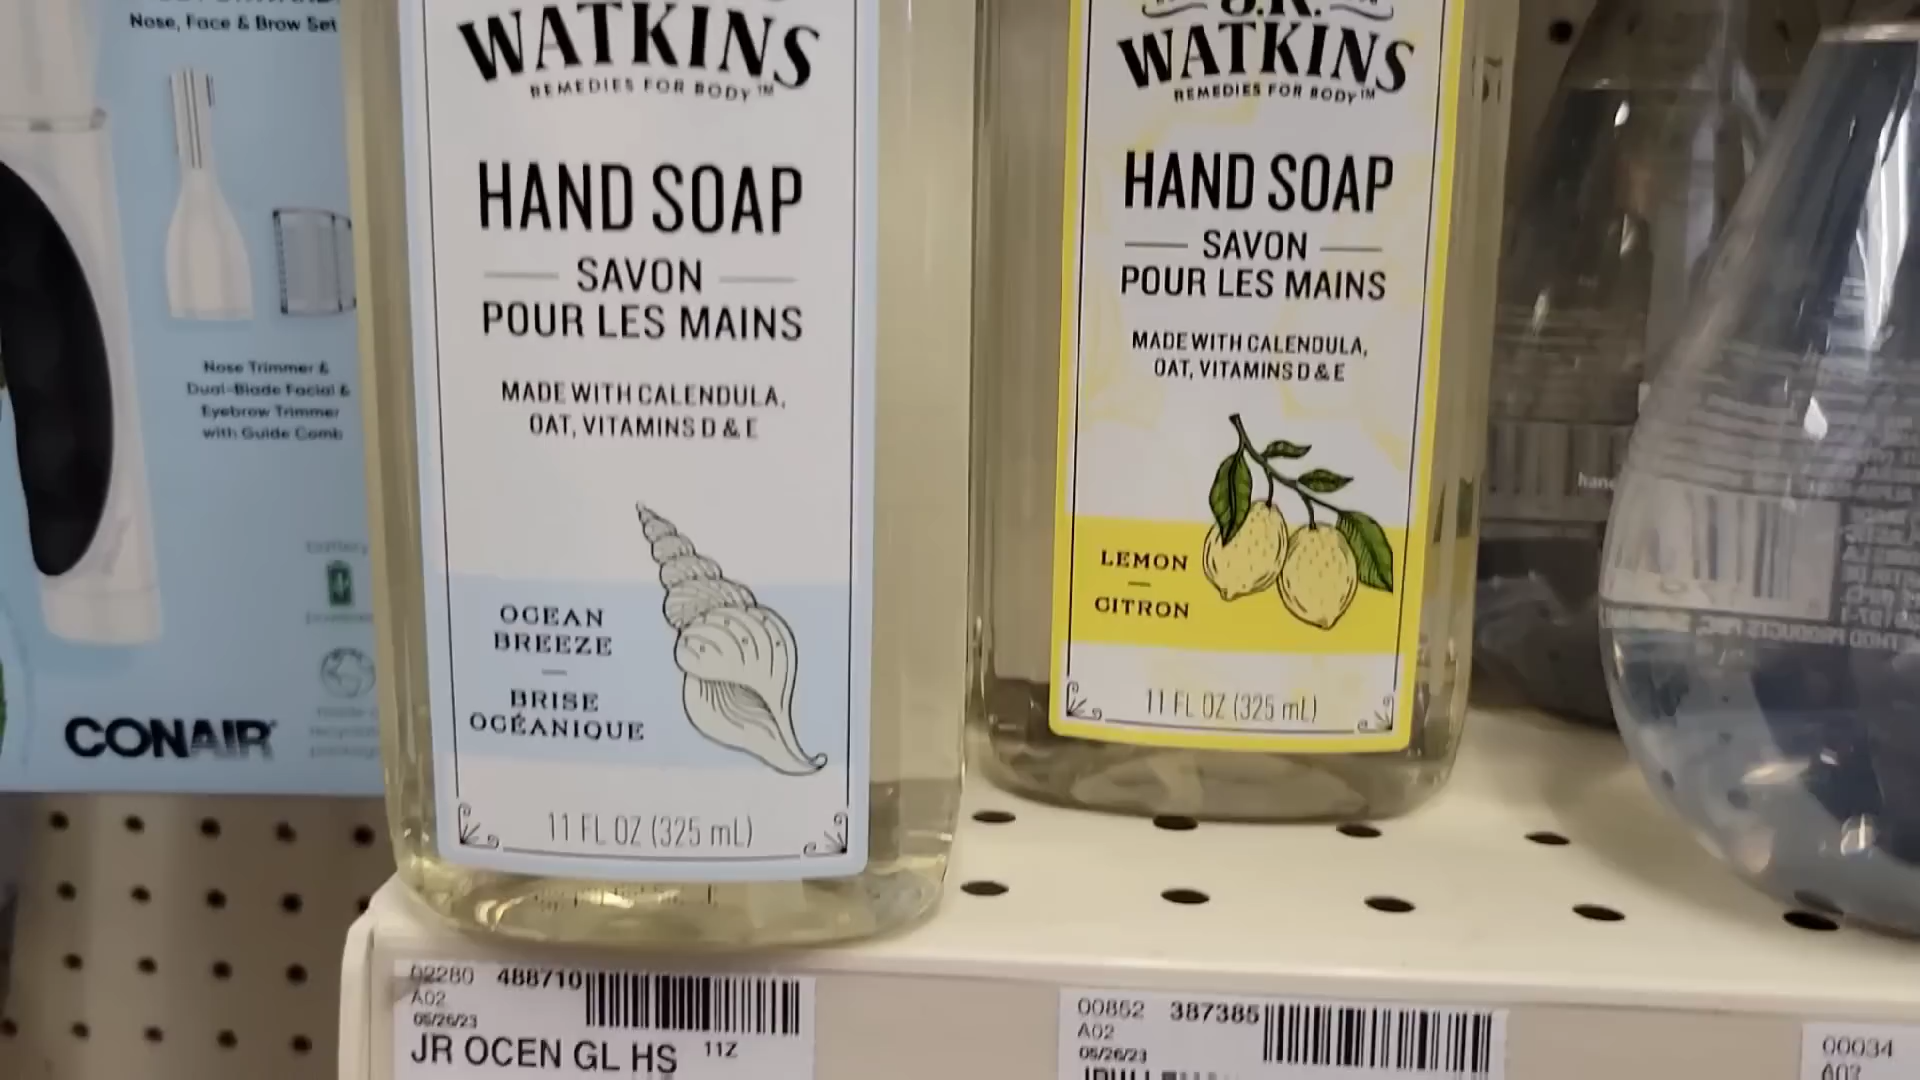 Nose, Face & Brow Set
Nose Trimmer &
Dual-Blade Facial &
Eyebrow Trimmer
with Guide Comb
battery
CONAIR
WATKINS
REMEDIES FOR BODY™
HAND SOAP
SAVON
POUR LES MAINS
MADE WITH CALENDULA,
OAT, VITAMINS D & E
OCEAN
BREEZE
BRISE
OCÉANIQUE
11 FL OZ (325 mL)
J.R.
WATKINS
REMEDIES FOR BODY™
HAND SOAP
SAVON
POUR LES MAINS
MADE WITH CALENDULA,
OAT, VITAMINS D & E
LEMON
CITRON
11 FL OZ (325 mL)
hand
02280 488710
A02
05/26/23
JR OCEN GL HS 11Z
00852 387385
A02
05/26/23
00034
A02